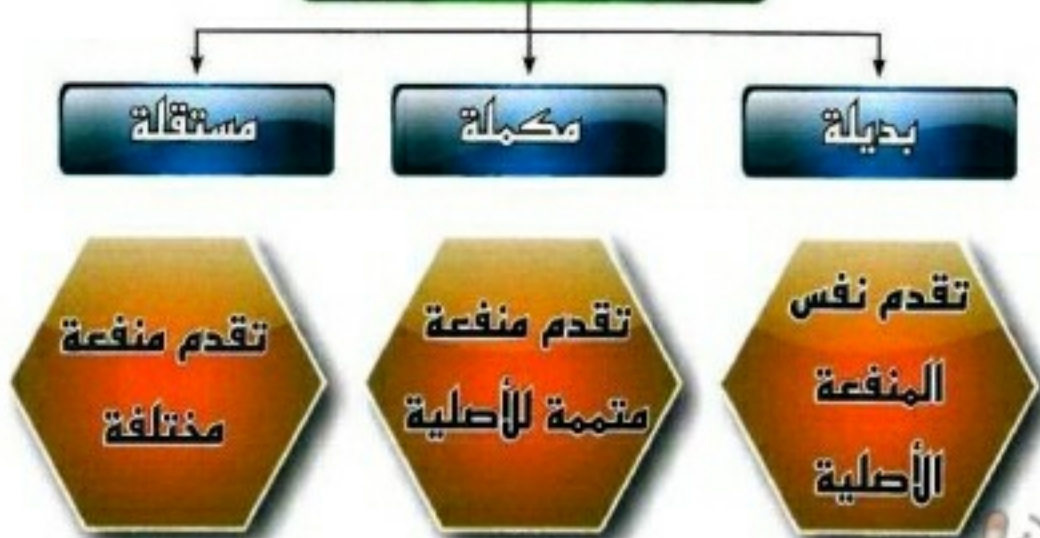 بديلة
مكملة
مستقلة
تقدم نفس
المنفعة
الأصلية
تقدم منفعة
متممة للأصلية
تقدم منفعة
مختلفة